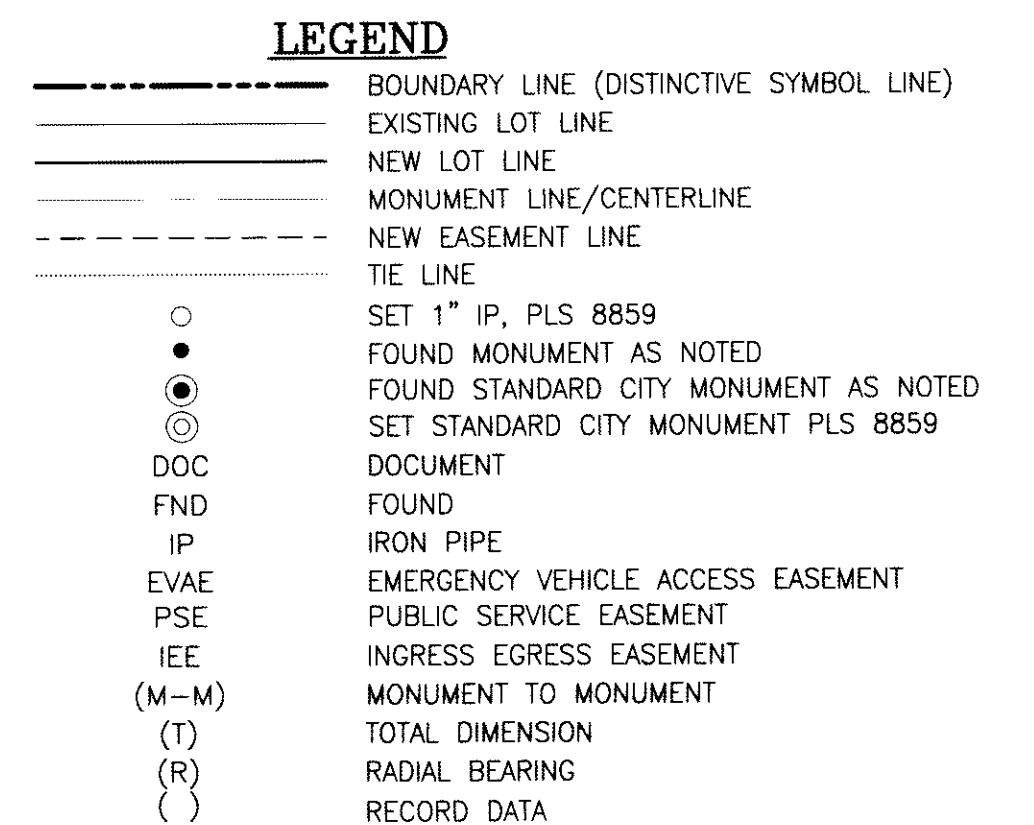 LEGEND
BOUNDARY LINE (DISTINCTIVE SYMBOL LINE)
EXISTING LOT LINE
NEW LOT LINE
MONUMENT LINE/CENTERLINE
NEW EASEMENT LINE
TIE LINE
SET 1" IP, PLS 8859
FOUND MONUMENT AS NOTED
FOUND STANDARD CITY MONUMENT AS NOTED
SET STANDARD CITY MONUMENT PLS 8859
DOC DOCUMENT
FND FOUND
IP IRON PIPE
EVAE EMERGENCY VEHICLE ACCESS EASEMENT
PSE PUBLIC SERVICE EASEMENT
IEE INGRESS EGRESS EASEMENT
(M-M) MONUMENT TO MONUMENT
(T) TOTAL DIMENSION
(R) RADIAL BEARING
( ) RECORD DATA